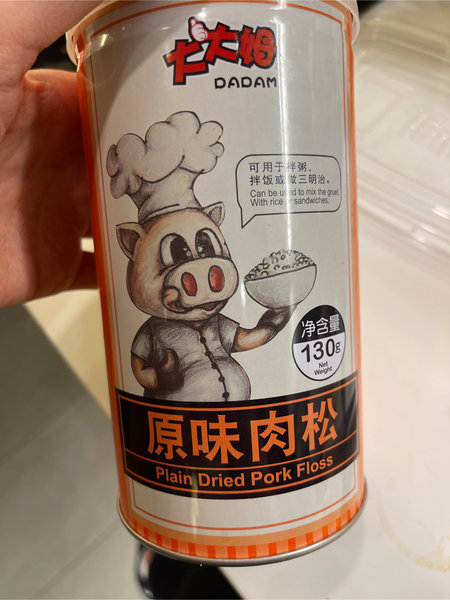 大大姆
DADAM
可用于拌粥,
拌饭或做三明治。
Can be used to mix the gruel,
With rice or sandwiches.
净含量
130g
Net
Weight
原味肉松
Plain Dried Pork Floss